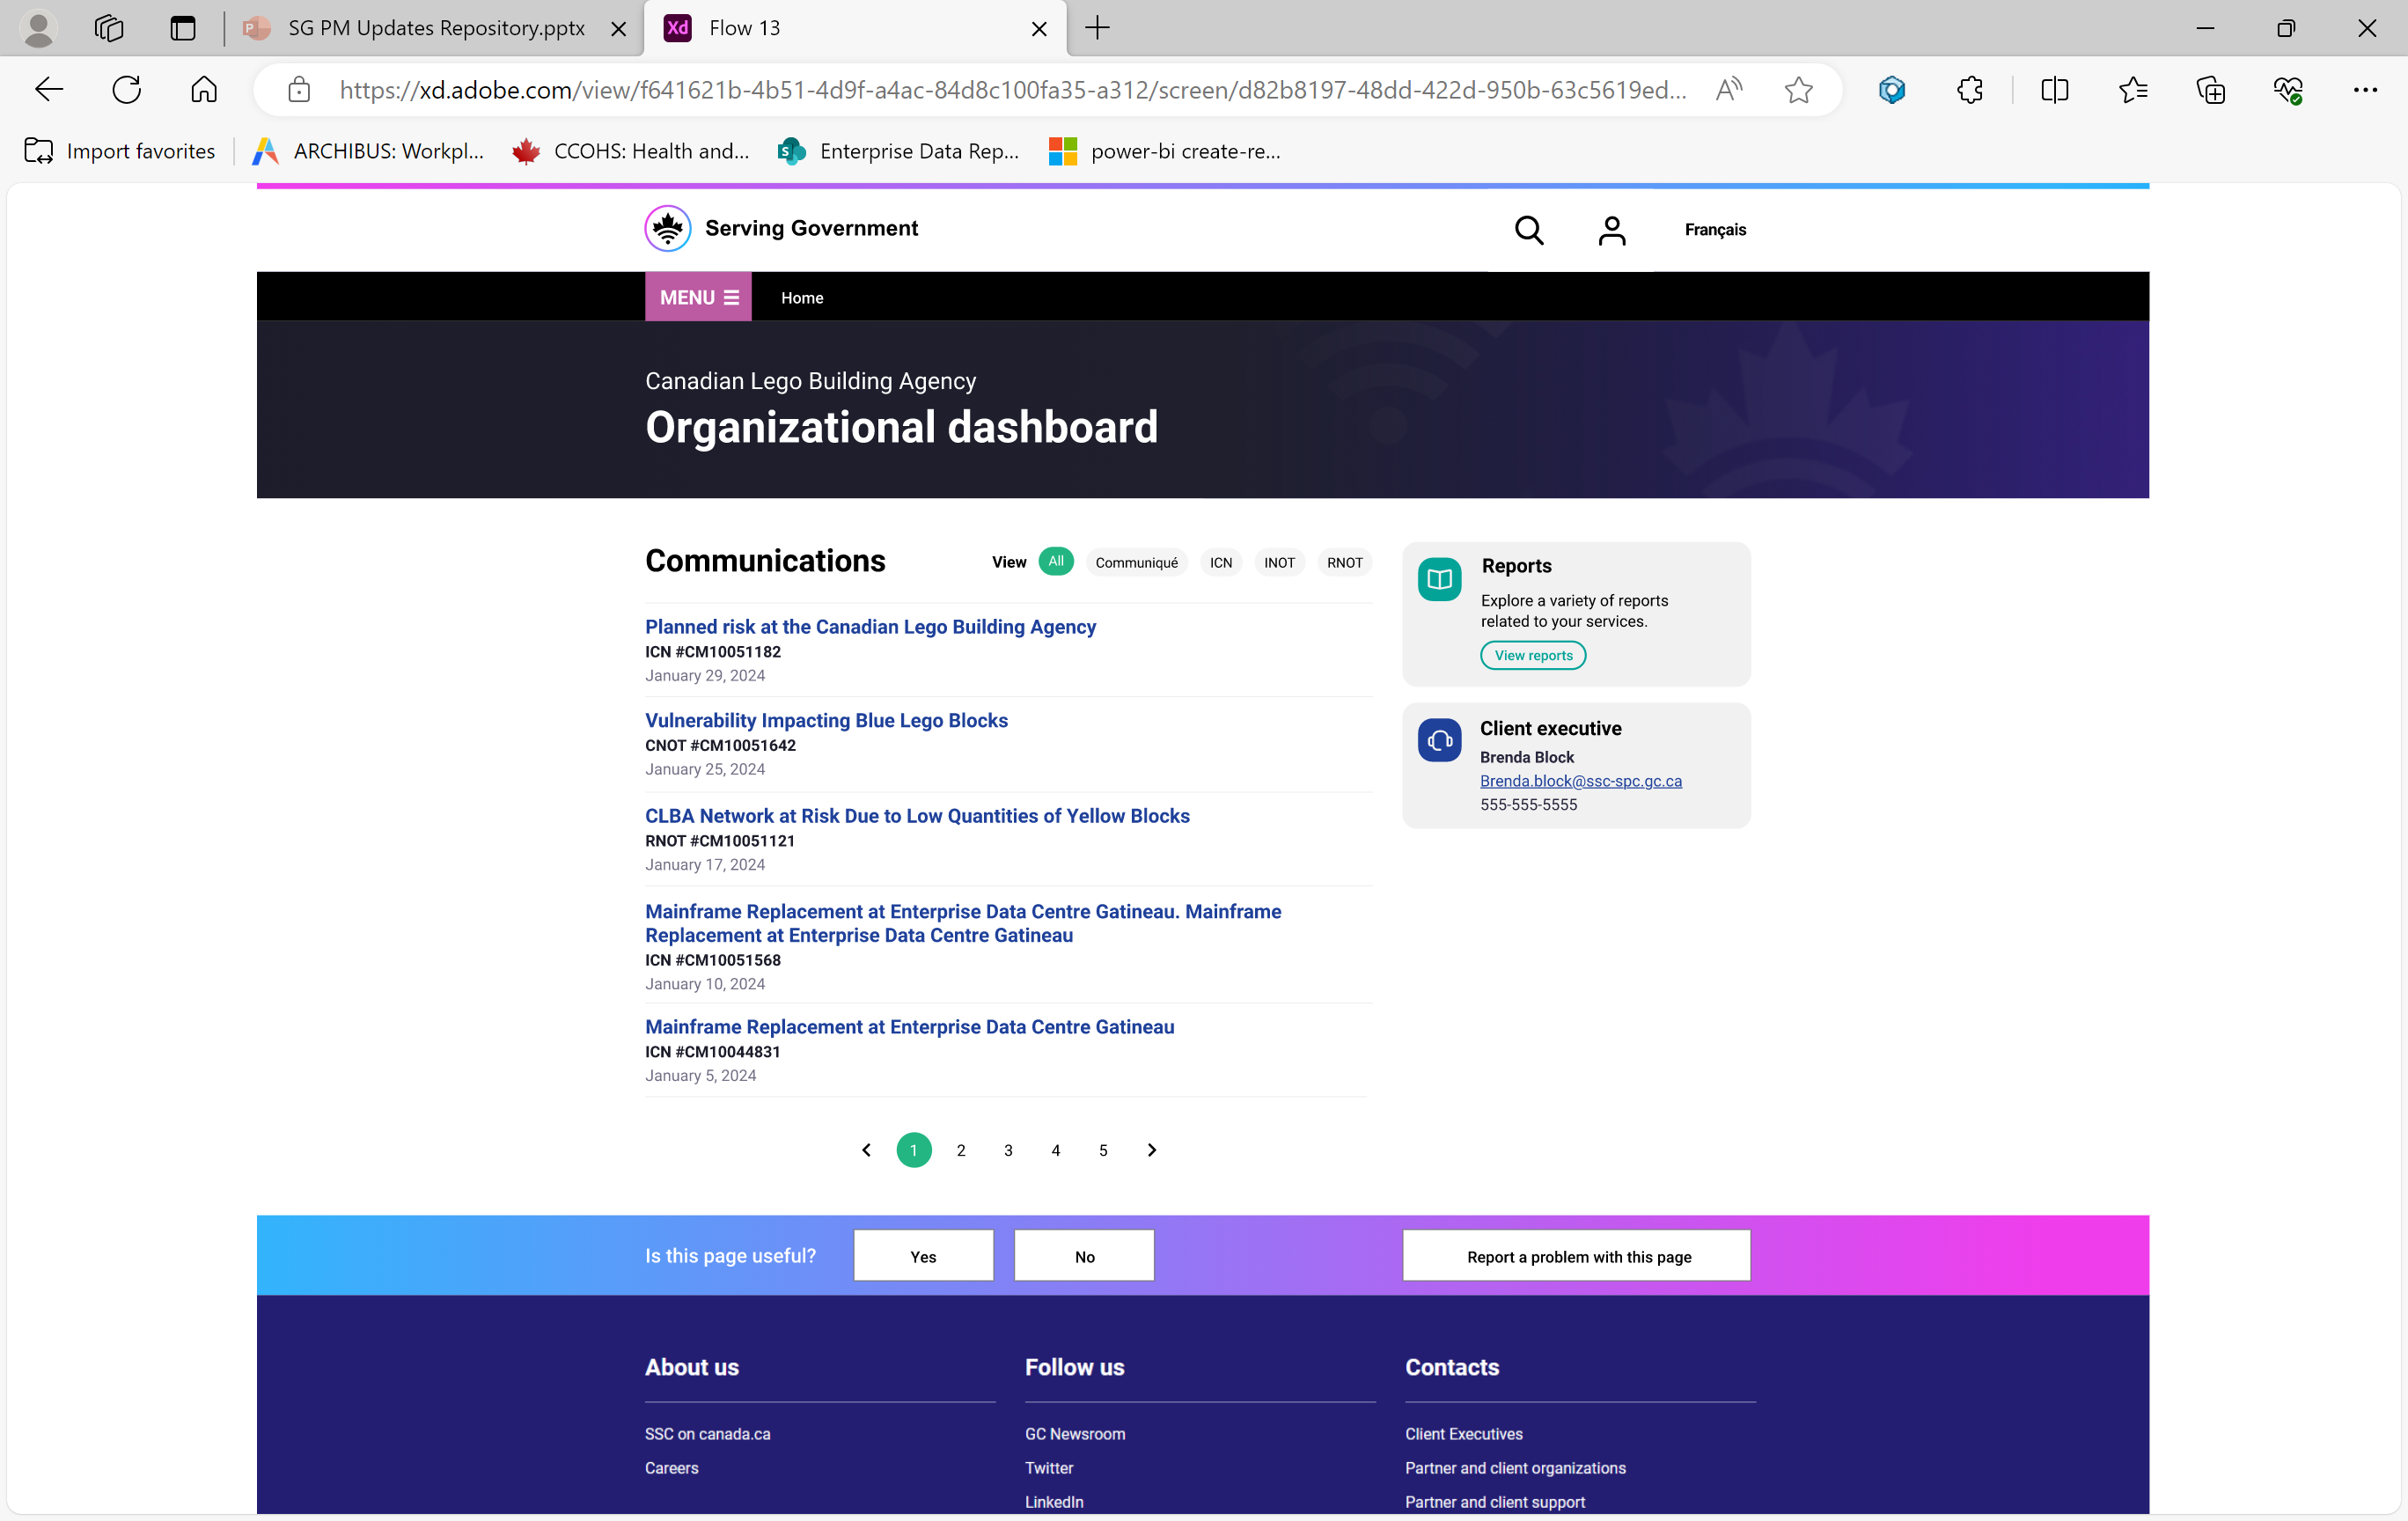 SG PM Updates Repository.pptx
Xd Flow 13
https://xd.adobe.com/view/f641621b-4b51-4d9f-a4ac-84d8c100fa35-a312/screen/d82b8197-48dd-422d-950b-63c5619ed...
Import favorites
ARCHIBUS: Workpl...
CCOHS: Health and...
Enterprise Data Rep...
power-bi create-re...
Serving Government
Français
MENU Home
Canadian Lego Building Agency
Organizational dashboard
Communications
View All Communiqué ICN INOT RNOT
Planned risk at the Canadian Lego Building Agency
ICN #CM10051182
January 29, 2024
Vulnerability Impacting Blue Lego Blocks
CNOT #CM10051642
January 25, 2024
CLBA Network at Risk Due to Low Quantities of Yellow Blocks
RNOT #CM10051121
January 17, 2024
Mainframe Replacement at Enterprise Data Centre Gatineau. Mainframe
Replacement at Enterprise Data Centre Gatineau
ICN #CM10051568
January 10, 2024
Mainframe Replacement at Enterprise Data Centre Gatineau
ICN #CM10044831
January 5, 2024
1 2 3 4 5
Reports
Explore a variety of reports
related to your services.
View reports
Client executive
Brenda Block
Brenda.block@ssc-spc.gc.ca
555-555-5555
Is this page useful? Yes No
Report a problem with this page
About us
SSC on canada.ca
Careers
Follow us
GC Newsroom
Twitter
LinkedIn
Contacts
Client Executives
Partner and client organizations
Partner and client support